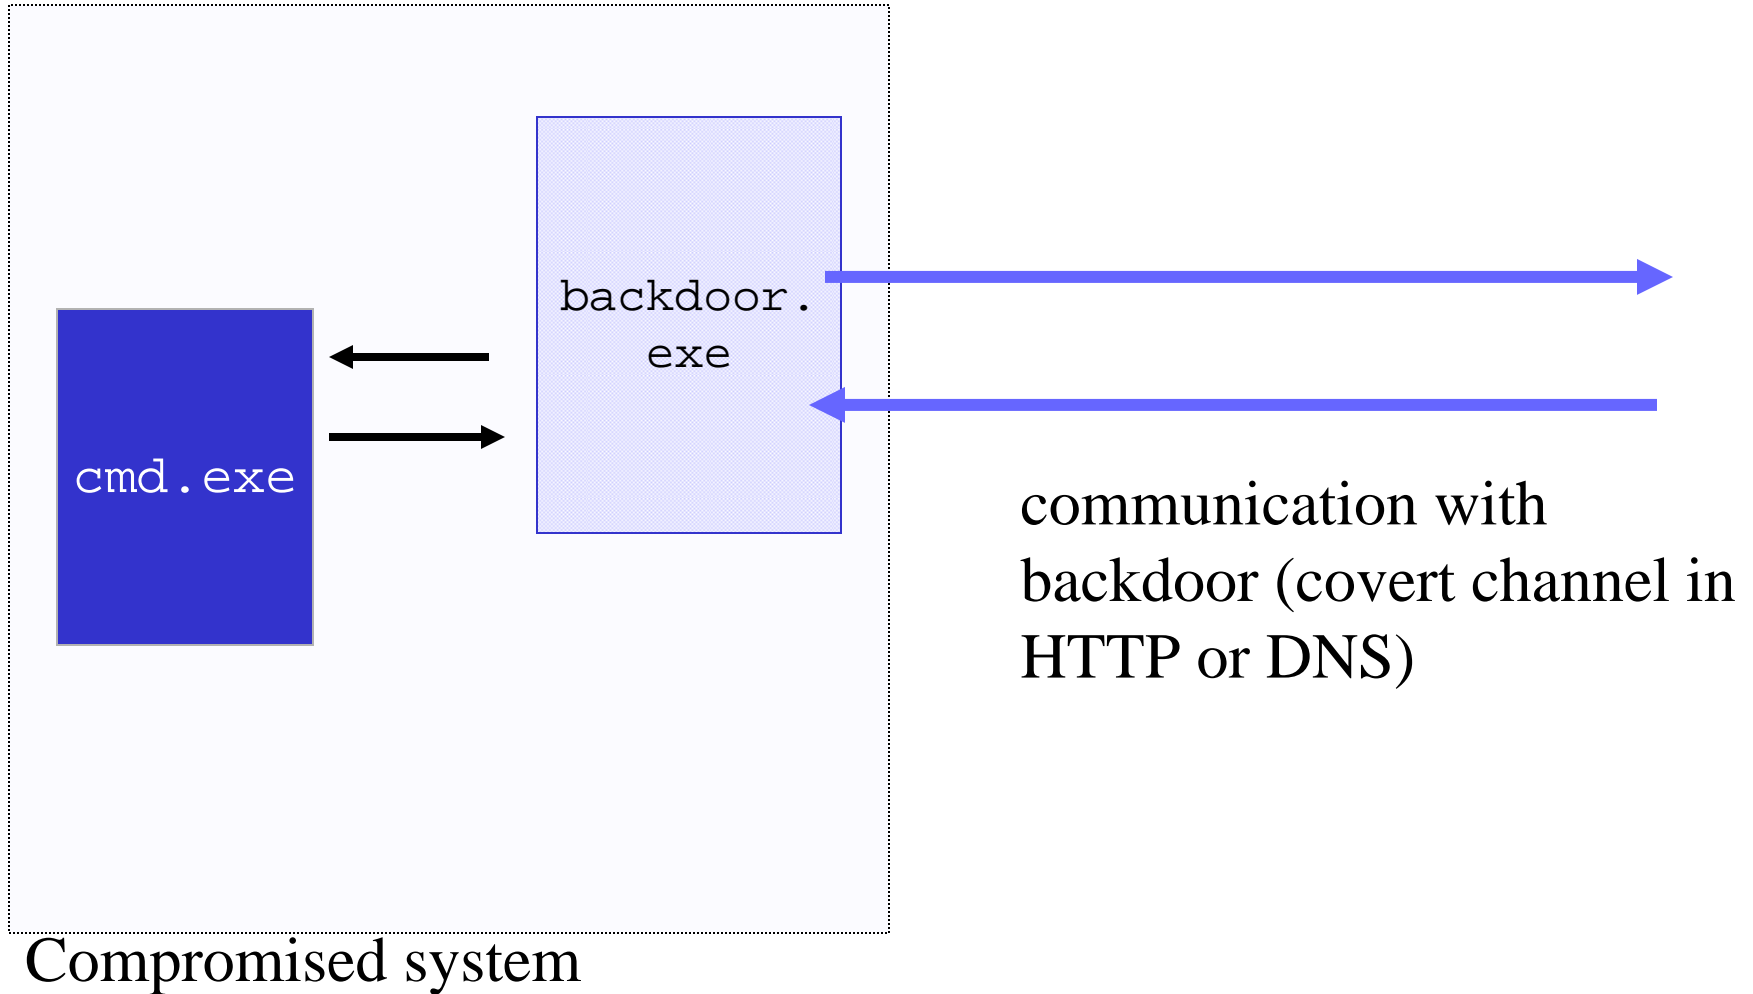 backdoor.
exe
cmd.exe
communication with
backdoor (covert channel in
HTTP or DNS)
Compromised system